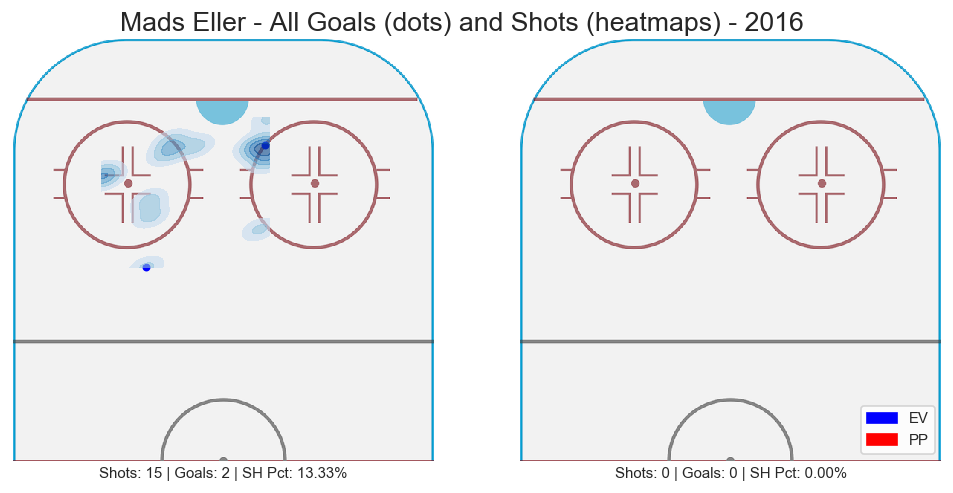 Mads Eller - All Goals (dots) and Shots (heatmaps) - 2016
EV
PP
Shots: 15 | Goals: 2 | SH Pct: 13.33%
Shots: 0 | Goals: 0 | SH Pct: 0.00%